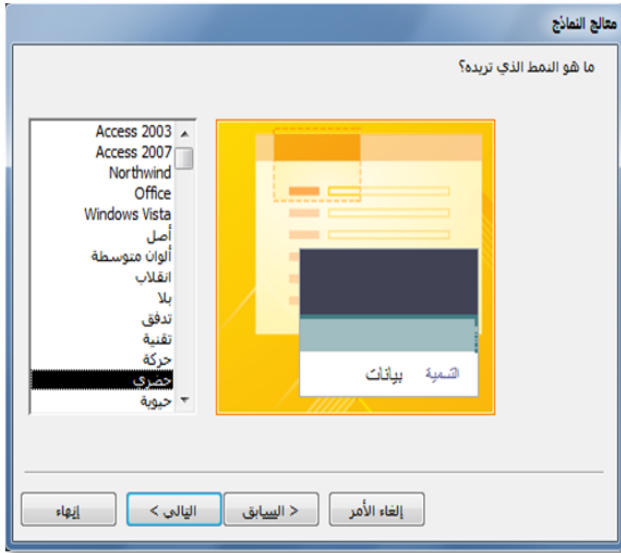 معالج النماذج
ما هو النمط الذي تريده؟
Access 2003
Access 2007
Northwind
Office
Windows Vista
أصل
ألوان متوسطة
انقلاب
بلا
تدفق
تقنية
حركة
حضري
حيوية
التسمية بيانات
إلغاء الأمر
< السابق
التالي >
إنهاء